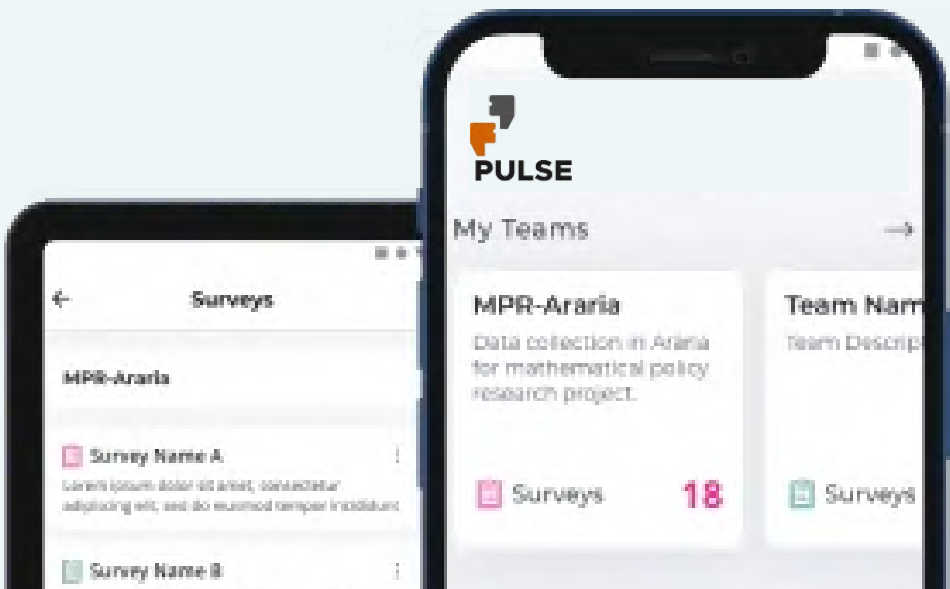 Surveys
MPR-Araria
Survey Name A
Lorem ipsum dolor sit amet, consectetur
adipiscing elit, sed do eiusmod tempor incididunt
Survey Name B
PULSE
My Teams
MPR-Araria
Data collection in Araria
for mathematical policy
research project.
Surveys 18
Team Nam
Team Descrip
Surveys